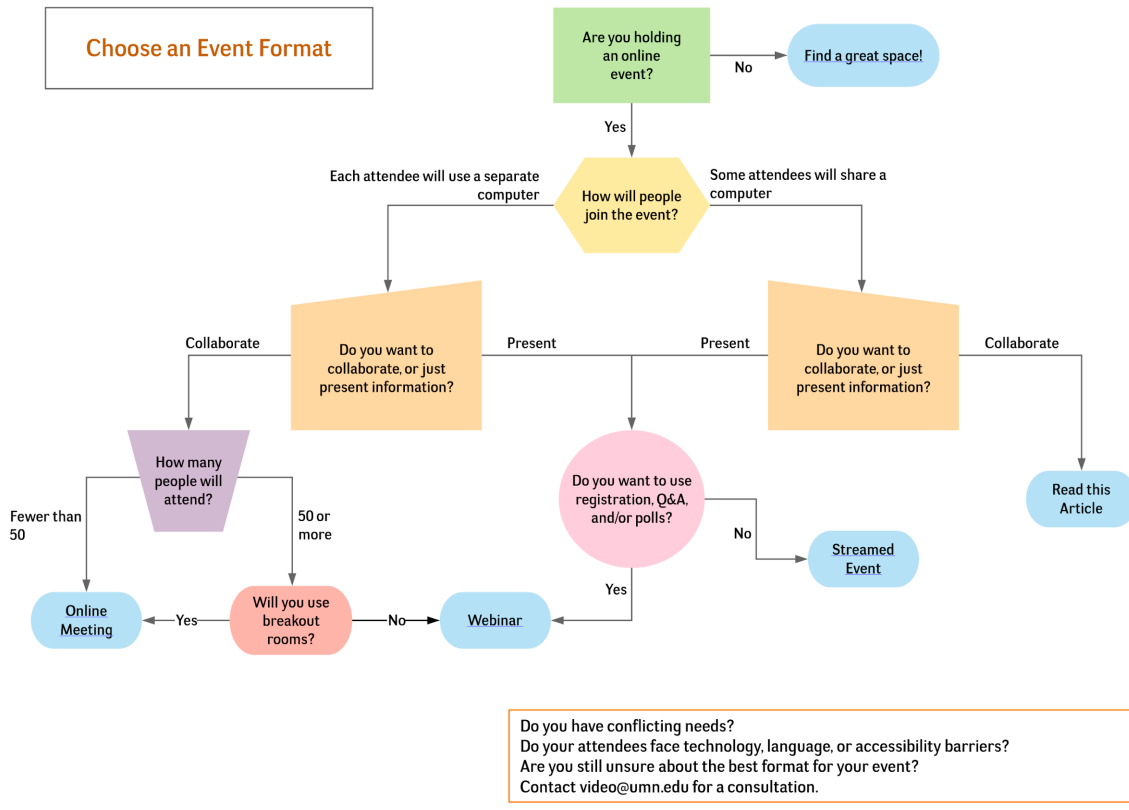 Choose an Event Format
Are you holding
an online
event?
No
Find a great space!
Yes
Each attendee will use a separate
computer
How will people
join the event?
Some attendees will share a
computer
Collaborate
Do you want to
collaborate, or just
present information?
Present
Present
Do you want to
collaborate, or just
present information?
Collaborate
How many
people will
attend?
Fewer than
50
50 or
more
Do you want to use
registration, Q&A,
and/or polls?
No
Streamed
Event
Read this
Article
Yes
Online
Meeting
Yes
Will you use
breakout
rooms?
No
Webinar
Do you have conflicting needs?
Do your attendees face technology, language, or accessibility barriers?
Are you still unsure about the best format for your event?
Contact video@umn.edu for a consultation.